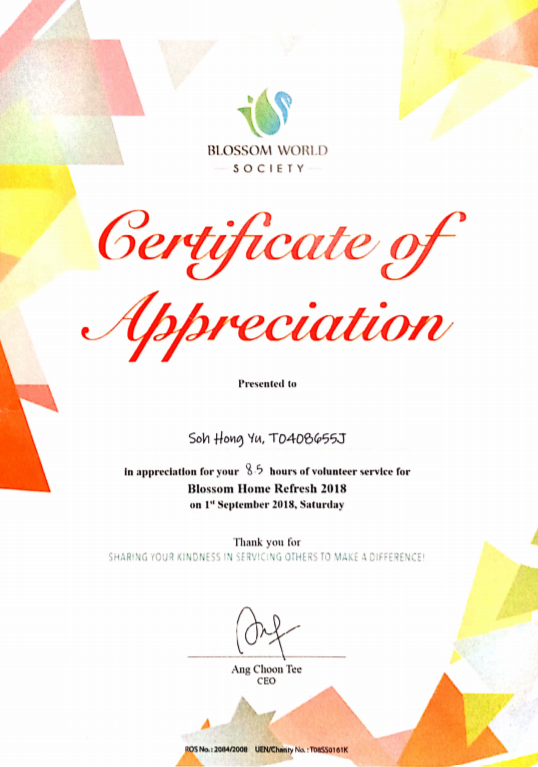 BLOSSOM WORLD
SOCIETY
Certificate of
Appreciation
Presented to
Soh Hong Yu, T0408655J
in appreciation for your 8.5 hours of volunteer service for
Blossom Home Refresh 2018
on 1st September 2018, Saturday
Thank you for
SHARING YOUR KINDNESS IN SERVICING OTHERS TO MAKE A DIFFERENCE!
Ang Choon Tee
CEO
ROS No.: 2084/2008 UEN/Charity No.: T08SS0161K